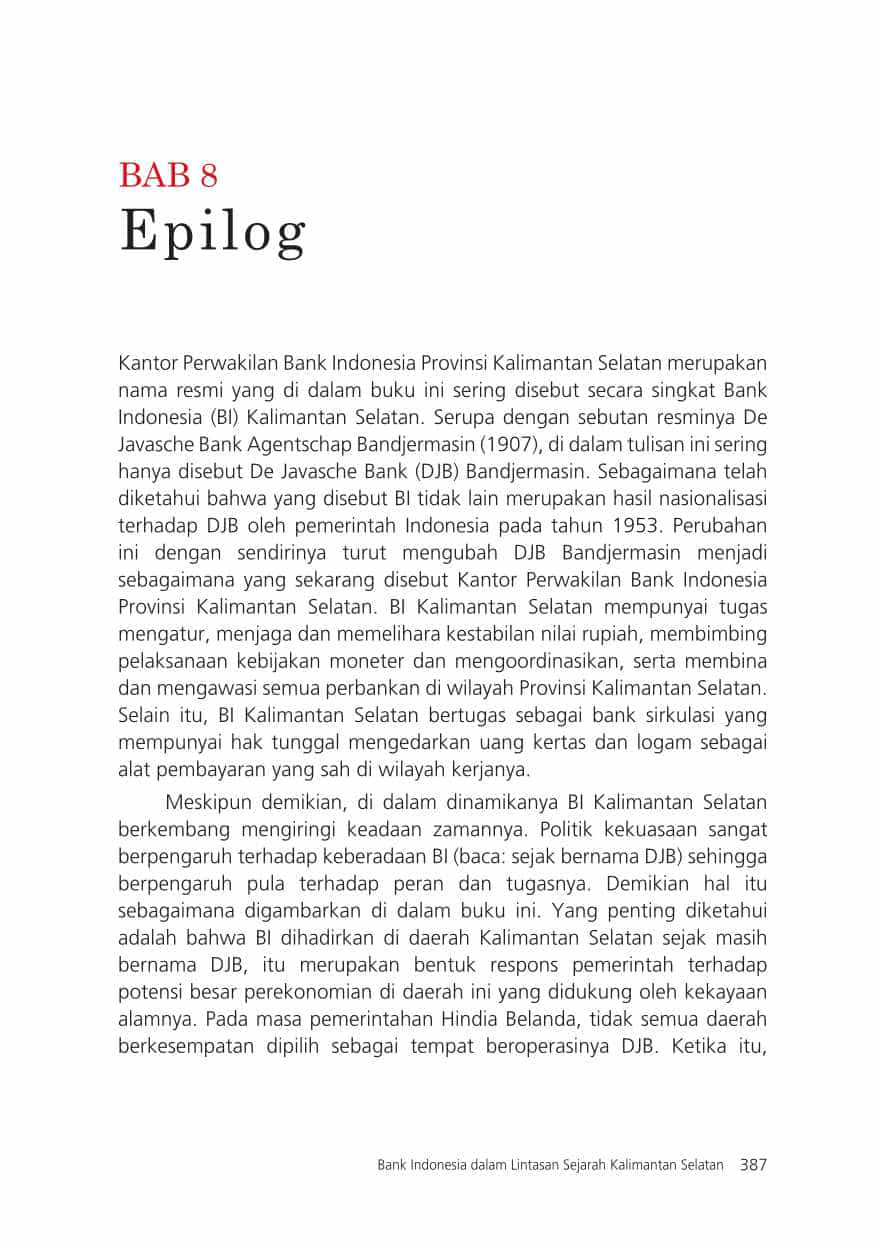 BAB 8
Epilog
Kantor Perwakilan Bank Indonesia Provinsi Kalimantan Selatan merupakan
nama resmi yang di dalam buku ini sering disebut secara singkat Bank
Indonesia (BI) Kalimantan Selatan. Serupa dengan sebutan resminya De
Javasche Bank Agentschap Bandjermasin (1907), di dalam tulisan ini sering
hanya disebut De Javasche Bank (DJB) Bandjermasin. Sebagaimana telah
diketahui bahwa yang disebut BI tidak lain merupakan hasil nasionalisasi
terhadap DJB oleh pemerintah Indonesia pada tahun 1953. Perubahan
ini dengan sendirinya turut mengubah DJB Bandjermasin menjadi
sebagaimana yang sekarang disebut Kantor Perwakilan Bank Indonesia
Provinsi Kalimantan Selatan. BI Kalimantan Selatan mempunyai tugas
mengatur, menjaga dan memelihara kestabilan nilai rupiah, membimbing
pelaksanaan kebijakan moneter dan mengoordinasikan, serta membina
dan mengawasi semua perbankan di wilayah Provinsi Kalimantan Selatan.
Selain itu, BI Kalimantan Selatan bertugas sebagai bank sirkulasi yang
mempunyai hak tunggal mengedarkan uang kertas dan logam sebagai
alat pembayaran yang sah di wilayah kerjanya.
Meskipun demikian, di dalam dinamikanya BI Kalimantan Selatan
berkembang mengiringi keadaan zamannya. Politik kekuasaan sangat
berpengaruh terhadap keberadaan BI (baca: sejak bernama DJB) sehingga
berpengaruh pula terhadap peran dan tugasnya. Demikian hal itu
sebagaimana digambarkan di dalam buku ini. Yang penting diketahui
adalah bahwa BI dihadirkan di daerah Kalimantan Selatan sejak masih
bernama DJB, itu merupakan bentuk respons pemerintah terhadap
potensi besar perekonomian di daerah ini yang didukung oleh kekayaan
alamnya. Pada masa pemerintahan Hindia Belanda, tidak semua daerah
berkesempatan dipilih sebagai tempat beroperasinya DJB. Ketika itu,
Bank Indonesia dalam Lintasan Sejarah Kalimantan Selatan 387